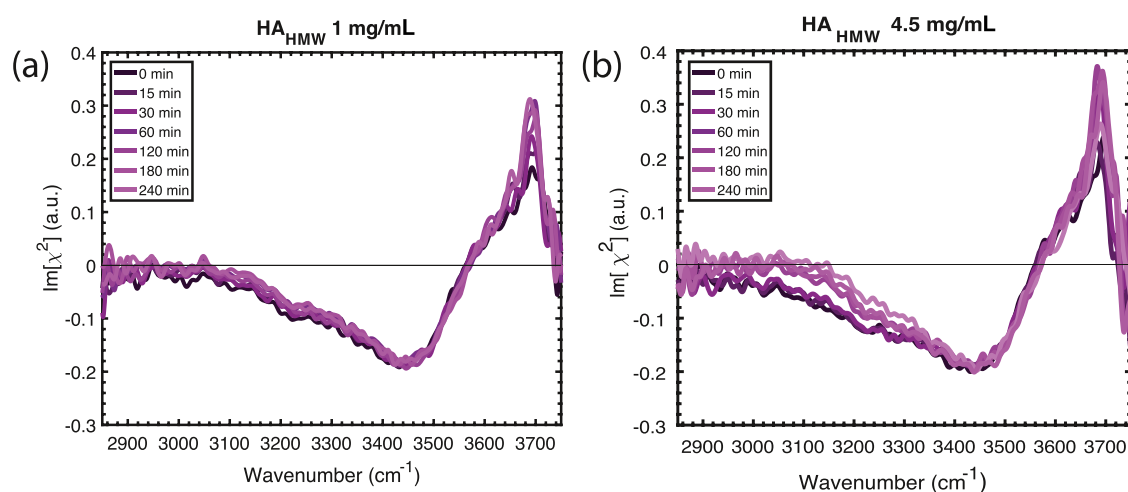 HA_HMW 1 mg/mL
(a)
0 min
15 min
30 min
60 min
120 min
180 min
240 min
0.4
0.3
0.2
0.1
0
-0.1
-0.2
-0.3
Im[χ²] (a.u.)
2900 3000 3100 3200 3300 3400 3500 3600 3700
Wavenumber (cm⁻¹)
HA_HMW 4.5 mg/mL
(b)
0 min
15 min
30 min
60 min
120 min
180 min
240 min
0.4
0.3
0.2
0.1
0
-0.1
-0.2
-0.3
Im[ χ²] (a.u.)
2900 3000 3100 3200 3300 3400 3500 3600 3700
Wavenumber (cm⁻¹)